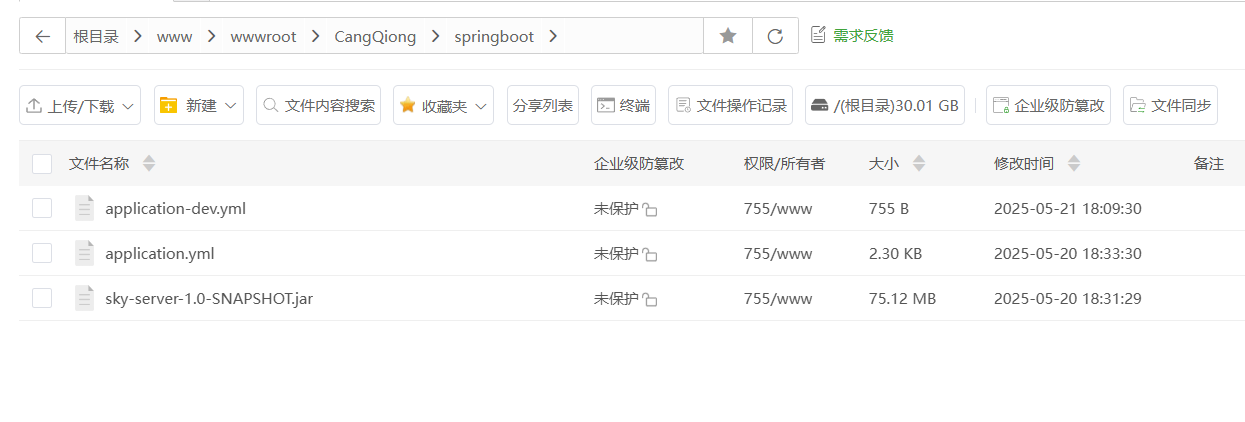 根目录 www wwwroot CangQiong springboot 需求反馈
上传/下载 新建 文件内容搜索 收藏夹 分享列表 终端 文件操作记录 /(根目录)30.01 GB 企业级防篡改 文件同步
文件名称 企业级防篡改 权限/所有者 大小 修改时间 备注
application-dev.yml 未保护 755/www 755 B 2025-05-21 18:09:30
application.yml 未保护 755/www 2.30 KB 2025-05-20 18:33:30
sky-server-1.0-SNAPSHOT.jar 未保护 755/www 75.12 MB 2025-05-20 18:31:29